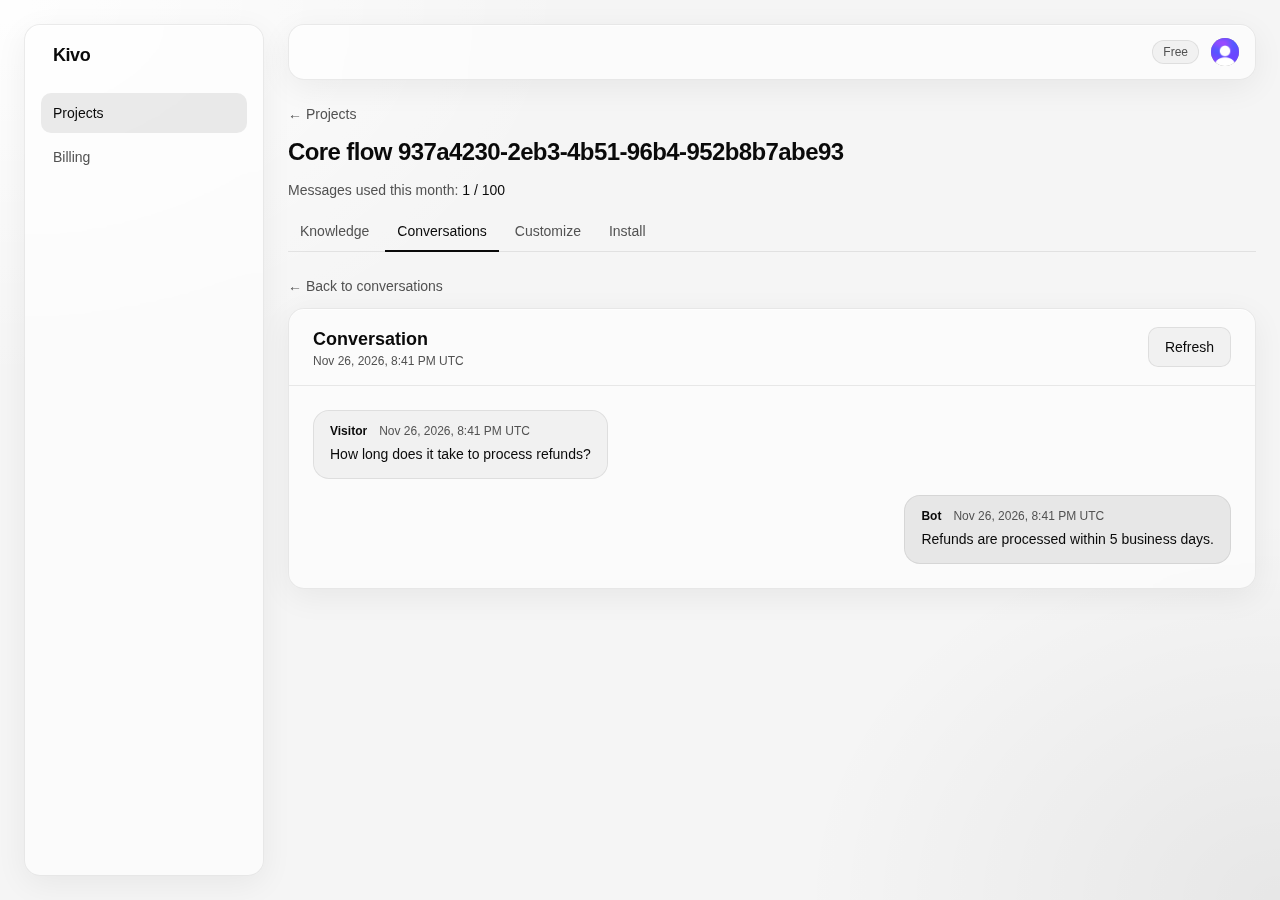 Kivo
Projects
Billing
Free
← Projects
Core flow 937a4230-2eb3-4b51-96b4-952b8b7abe93
Messages used this month: 1 / 100
Knowledge Conversations Customize Install
← Back to conversations
Conversation
Nov 26, 2026, 8:41 PM UTC
Refresh
Visitor Nov 26, 2026, 8:41 PM UTC
How long does it take to process refunds?
Bot Nov 26, 2026, 8:41 PM UTC
Refunds are processed within 5 business days.